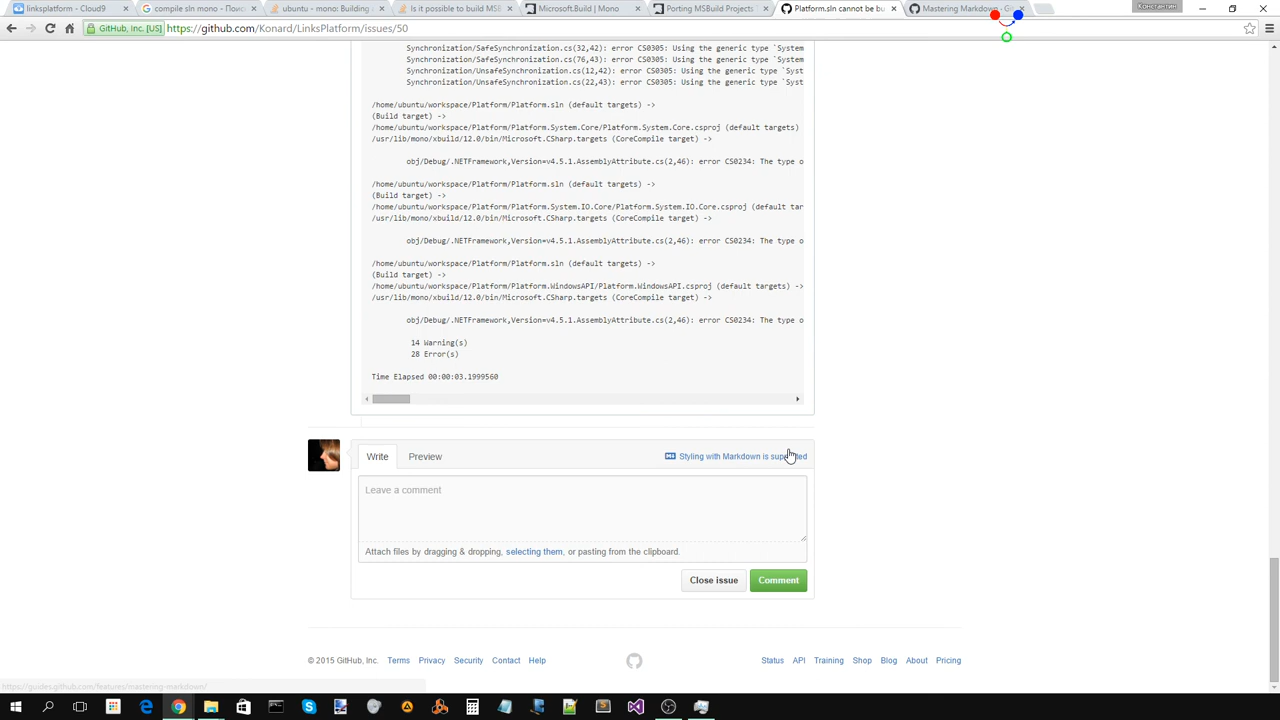 linksplatform - Cloud9
compile sln mono - Поис
ubuntu - mono: Building
Is it possible to build MSB
Microsoft.Build | Mono
Porting MSBuild Projects
Platform.sln cannot be bu
Mastering Markdown - G
Константин
GitHub, Inc. [US] https://github.com/Konard/LinksPlatform/issues/50
Synchronization/SafeSynchronization.cs(32,42): error CS0305: Using the generic type `System
Synchronization/SafeSynchronization.cs(76,43): error CS0305: Using the generic type `System
Synchronization/UnsafeSynchronization.cs(12,42): error CS0305: Using the generic type `Syst
Synchronization/UnsafeSynchronization.cs(22,43): error CS0305: Using the generic type `Syst
/home/ubuntu/workspace/Platform/Platform.sln (default targets) ->
(Build target) ->
/home/ubuntu/workspace/Platform/Platform.System.Core/Platform.System.Core.csproj (default targets)
/usr/lib/mono/xbuild/12.0/bin/Microsoft.CSharp.targets (CoreCompile target) ->
obj/Debug/.NETFramework,Version=v4.5.1.AssemblyAttribute.cs(2,46): error CS0234: The type o
/home/ubuntu/workspace/Platform/Platform.sln (default targets) ->
(Build target) ->
/home/ubuntu/workspace/Platform/Platform.System.IO.Core/Platform.System.IO.Core.csproj (default tar
/usr/lib/mono/xbuild/12.0/bin/Microsoft.CSharp.targets (CoreCompile target) ->
obj/Debug/.NETFramework,Version=v4.5.1.AssemblyAttribute.cs(2,46): error CS0234: The type o
/home/ubuntu/workspace/Platform/Platform.sln (default targets) ->
(Build target) ->
/home/ubuntu/workspace/Platform/Platform.WindowsAPI/Platform.WindowsAPI.csproj (default targets) ->
/usr/lib/mono/xbuild/12.0/bin/Microsoft.CSharp.targets (CoreCompile target) ->
obj/Debug/.NETFramework,Version=v4.5.1.AssemblyAttribute.cs(2,46): error CS0234: The type o
14 Warning(s)
28 Error(s)
Time Elapsed 00:00:03.1999560
Write Preview Styling with Markdown is supported
Leave a comment
Attach files by dragging & dropping, selecting them, or pasting from the clipboard.
Close issue Comment
© 2015 GitHub, Inc. Terms Privacy Security Contact Help Status API Training Shop Blog About Pricing
https://guides.github.com/features/mastering-markdown/